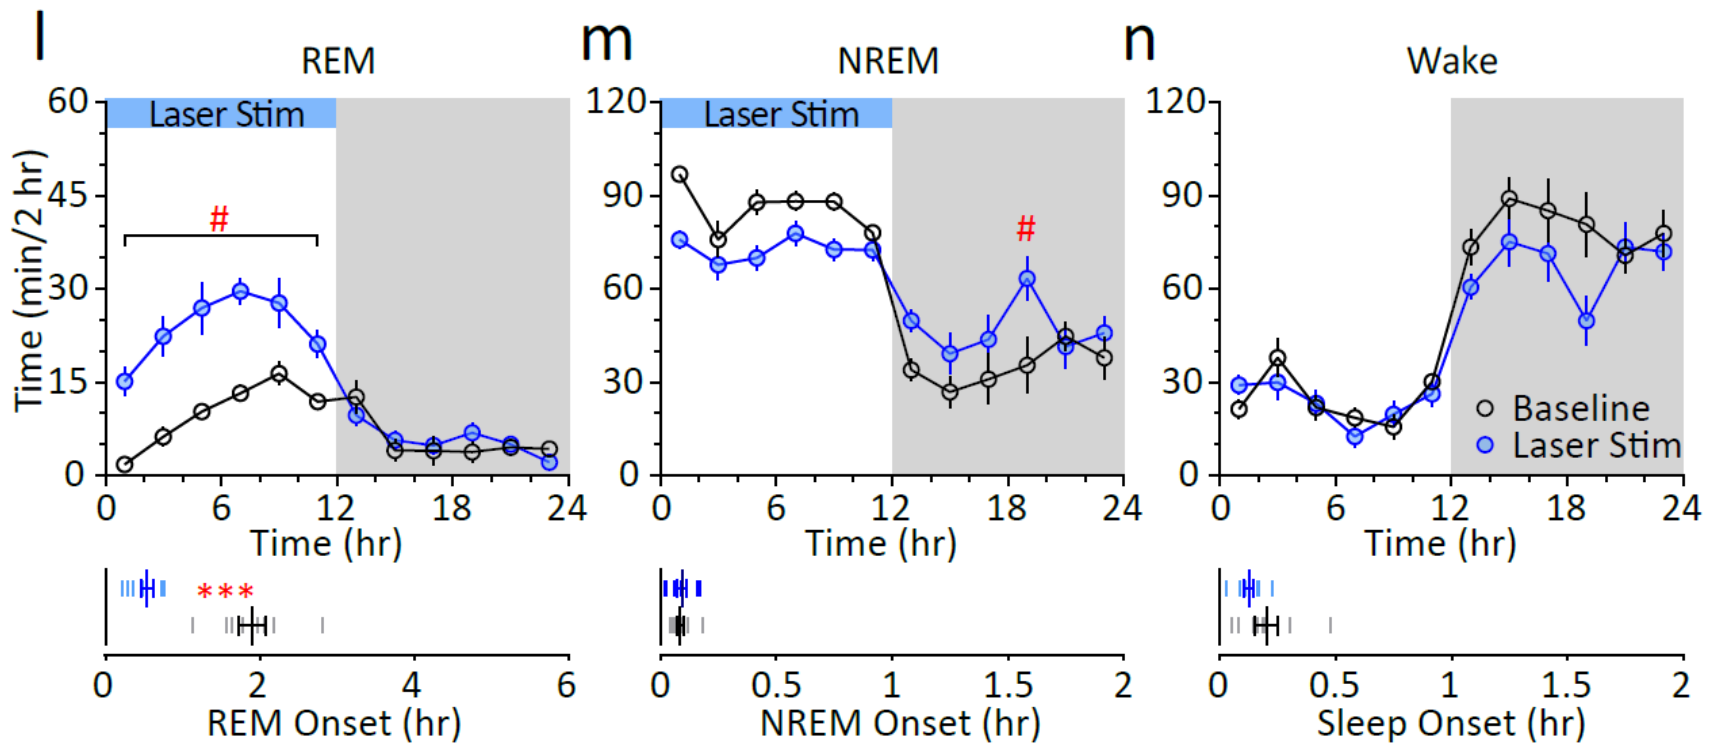 l m n
REM NREM Wake
60 Laser Stim 120 Laser Stim 120
Time (min/2 hr)
45 # 90 # 90
30 60 60
15 30 30 Baseline
Laser Stim
0 0 0
0 6 12 18 24 0 6 12 18 24 0 6 12 18 24
Time (hr) Time (hr) Time (hr)
***
0 2 4 6 0 0.5 1 1.5 2 0 0.5 1 1.5 2
REM Onset (hr) NREM Onset (hr) Sleep Onset (hr)